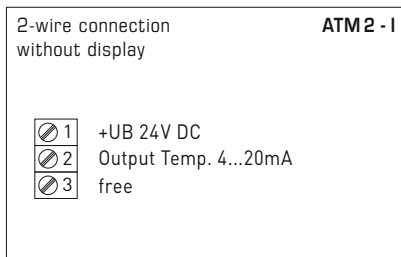 2-wire connection ATM 2 - I
without display
1 +UB 24V DC
2 Output Temp. 4...20mA
3 free